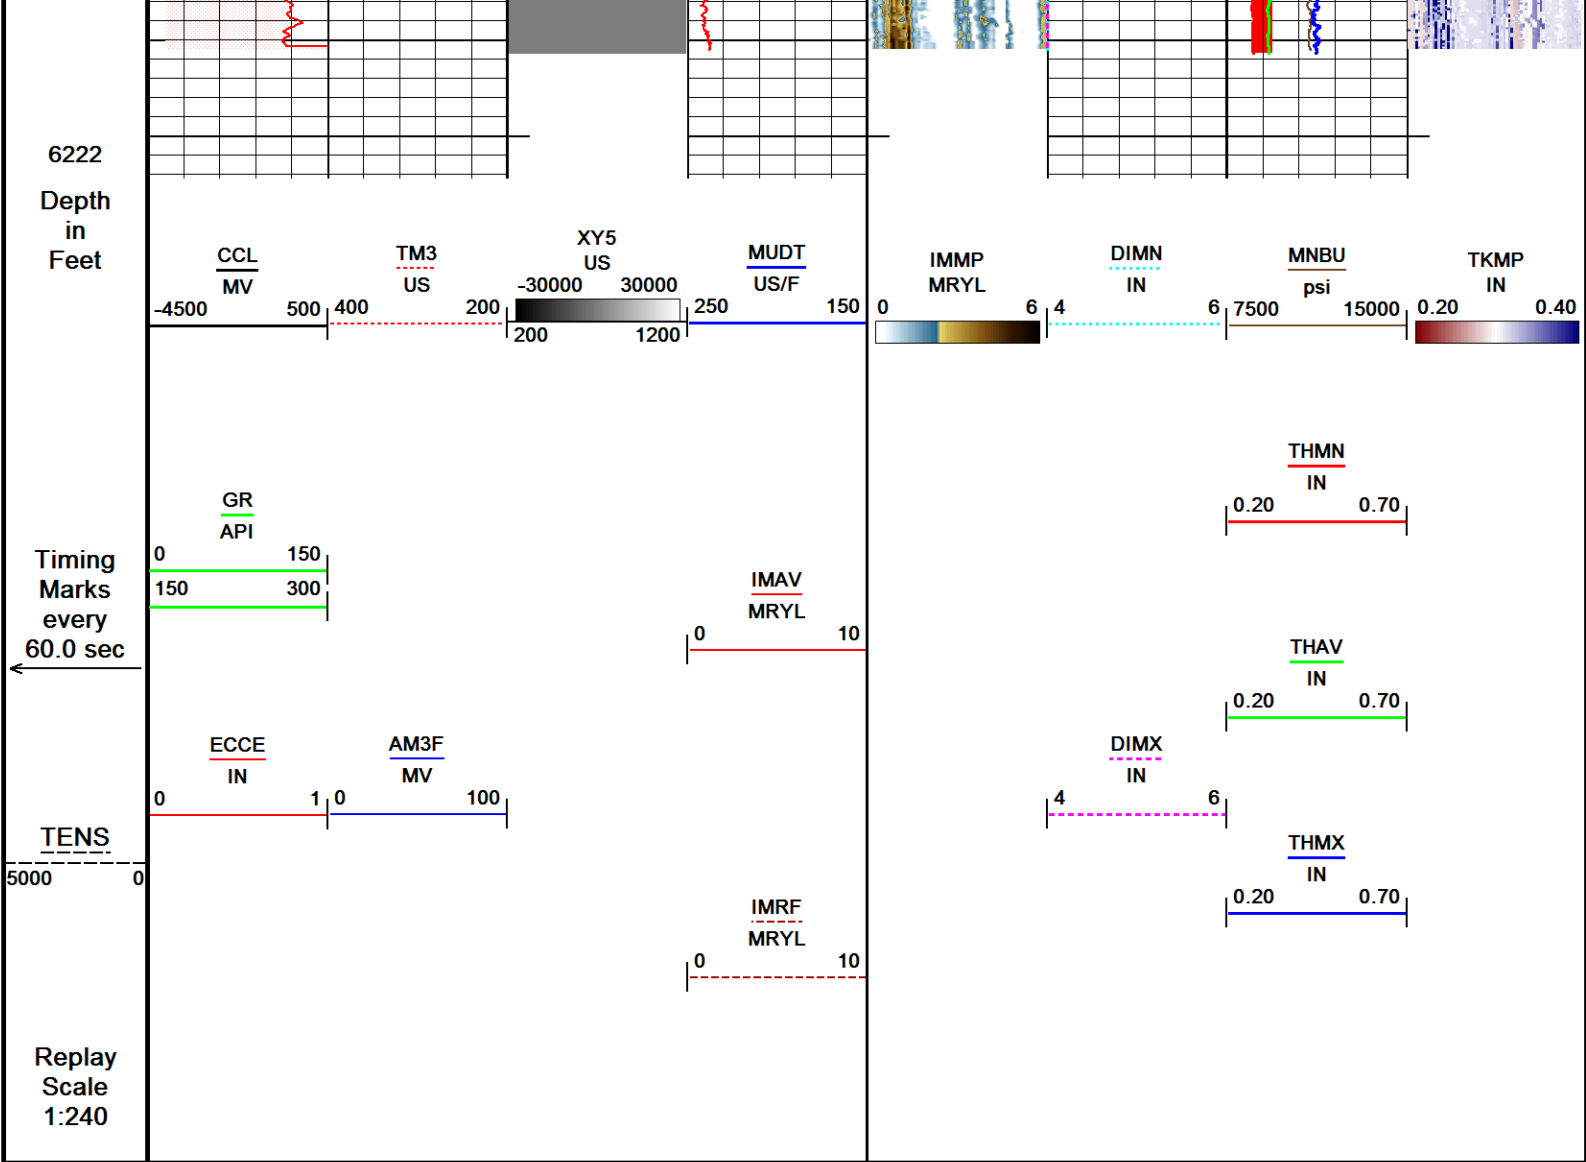 6222
Depth
in
Feet
CCL
MV
-4500 500
TM3
US
400 200
XY5
US
-30000 30000
200 1200
MUDT
US/F
250 150
IMMP
MRYL
0 6
DIMN
IN
4 6
MNBU
psi
7500 15000
TKMP
IN
0.20 0.40
THMN
IN
0.20 0.70
GR
API
0 150
150 300
Timing
Marks
every
60.0 sec
IMAV
MRYL
0 10
THAV
IN
0.20 0.70
ECCE
IN
0 1
AM3F
MV
0 100
DIMX
IN
4 6
TENS
5000 0
THMX
IN
0.20 0.70
IMRF
MRYL
0 10
Replay
Scale
1:240